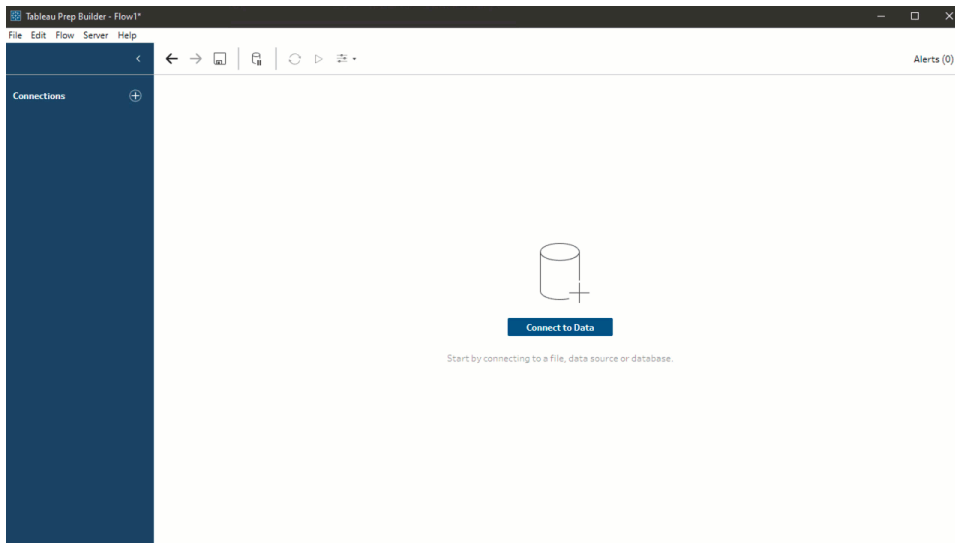 Tableau Prep Builder - Flow1*
File Edit Flow Server Help
Alerts (0)
Connections
Connect to Data
Start by connecting to a file, data source or database.